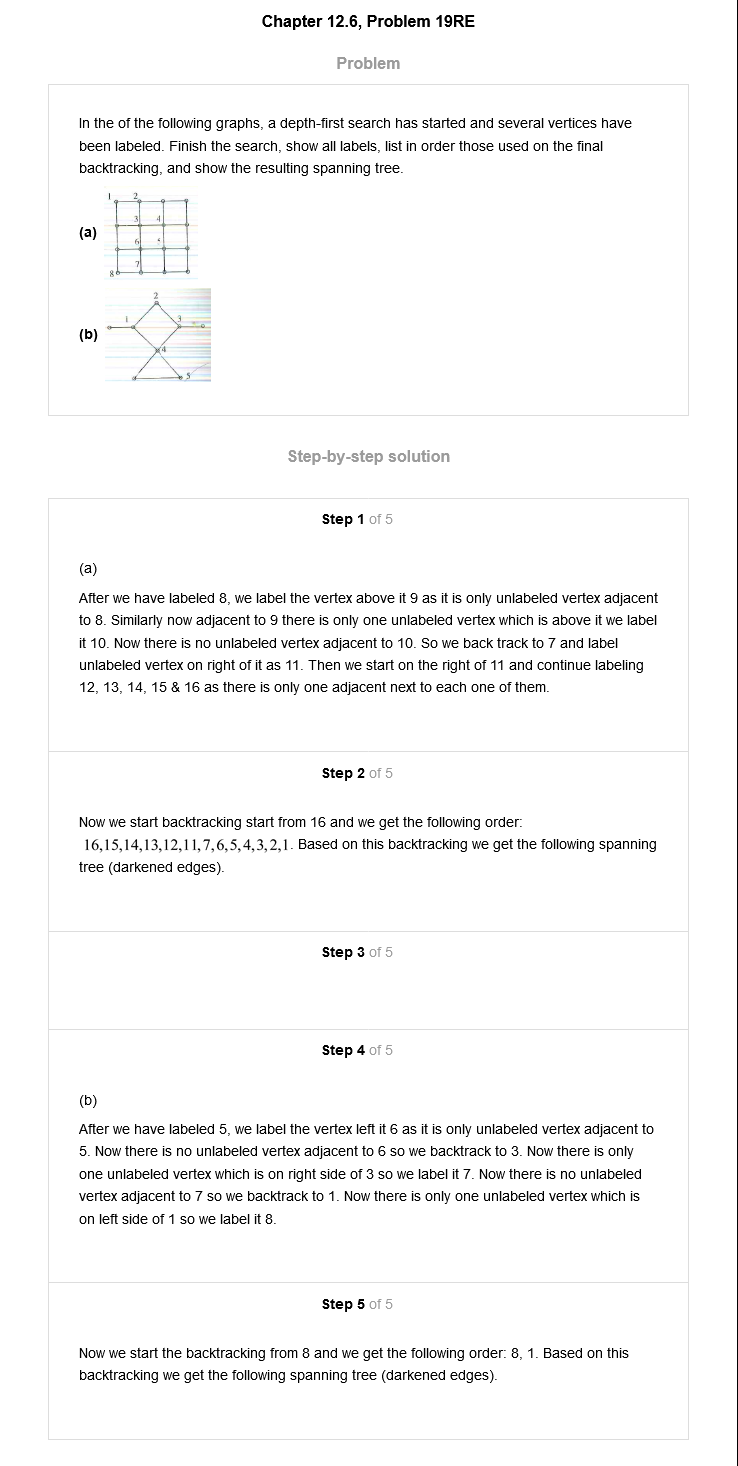 Chapter 12.6, Problem 19RE
Problem
In the of the following graphs, a depth-first search has started and several vertices have
been labeled. Finish the search, show all labels, list in order those used on the final
backtracking, and show the resulting spanning tree.
1 2
3 4
(a)
6 5
7
8
2
1 3
(b)
4
5
Step-by-step solution
Step 1 of 5
(a)
After we have labeled 8, we label the vertex above it 9 as it is only unlabeled vertex adjacent
to 8. Similarly now adjacent to 9 there is only one unlabeled vertex which is above it we label
it 10. Now there is no unlabeled vertex adjacent to 10. So we back track to 7 and label
unlabeled vertex on right of it as 11. Then we start on the right of 11 and continue labeling
12, 13, 14, 15 & 16 as there is only one adjacent next to each one of them.
Step 2 of 5
Now we start backtracking start from 16 and we get the following order:
16,15,14,13,12,11,7,6,5,4,3,2,1. Based on this backtracking we get the following spanning
tree (darkened edges).
Step 3 of 5
Step 4 of 5
(b)
After we have labeled 5, we label the vertex left it 6 as it is only unlabeled vertex adjacent to
5. Now there is no unlabeled vertex adjacent to 6 so we backtrack to 3. Now there is only
one unlabeled vertex which is on right side of 3 so we label it 7. Now there is no unlabeled
vertex adjacent to 7 so we backtrack to 1. Now there is only one unlabeled vertex which is
on left side of 1 so we label it 8.
Step 5 of 5
Now we start the backtracking from 8 and we get the following order: 8, 1. Based on this
backtracking we get the following spanning tree (darkened edges).